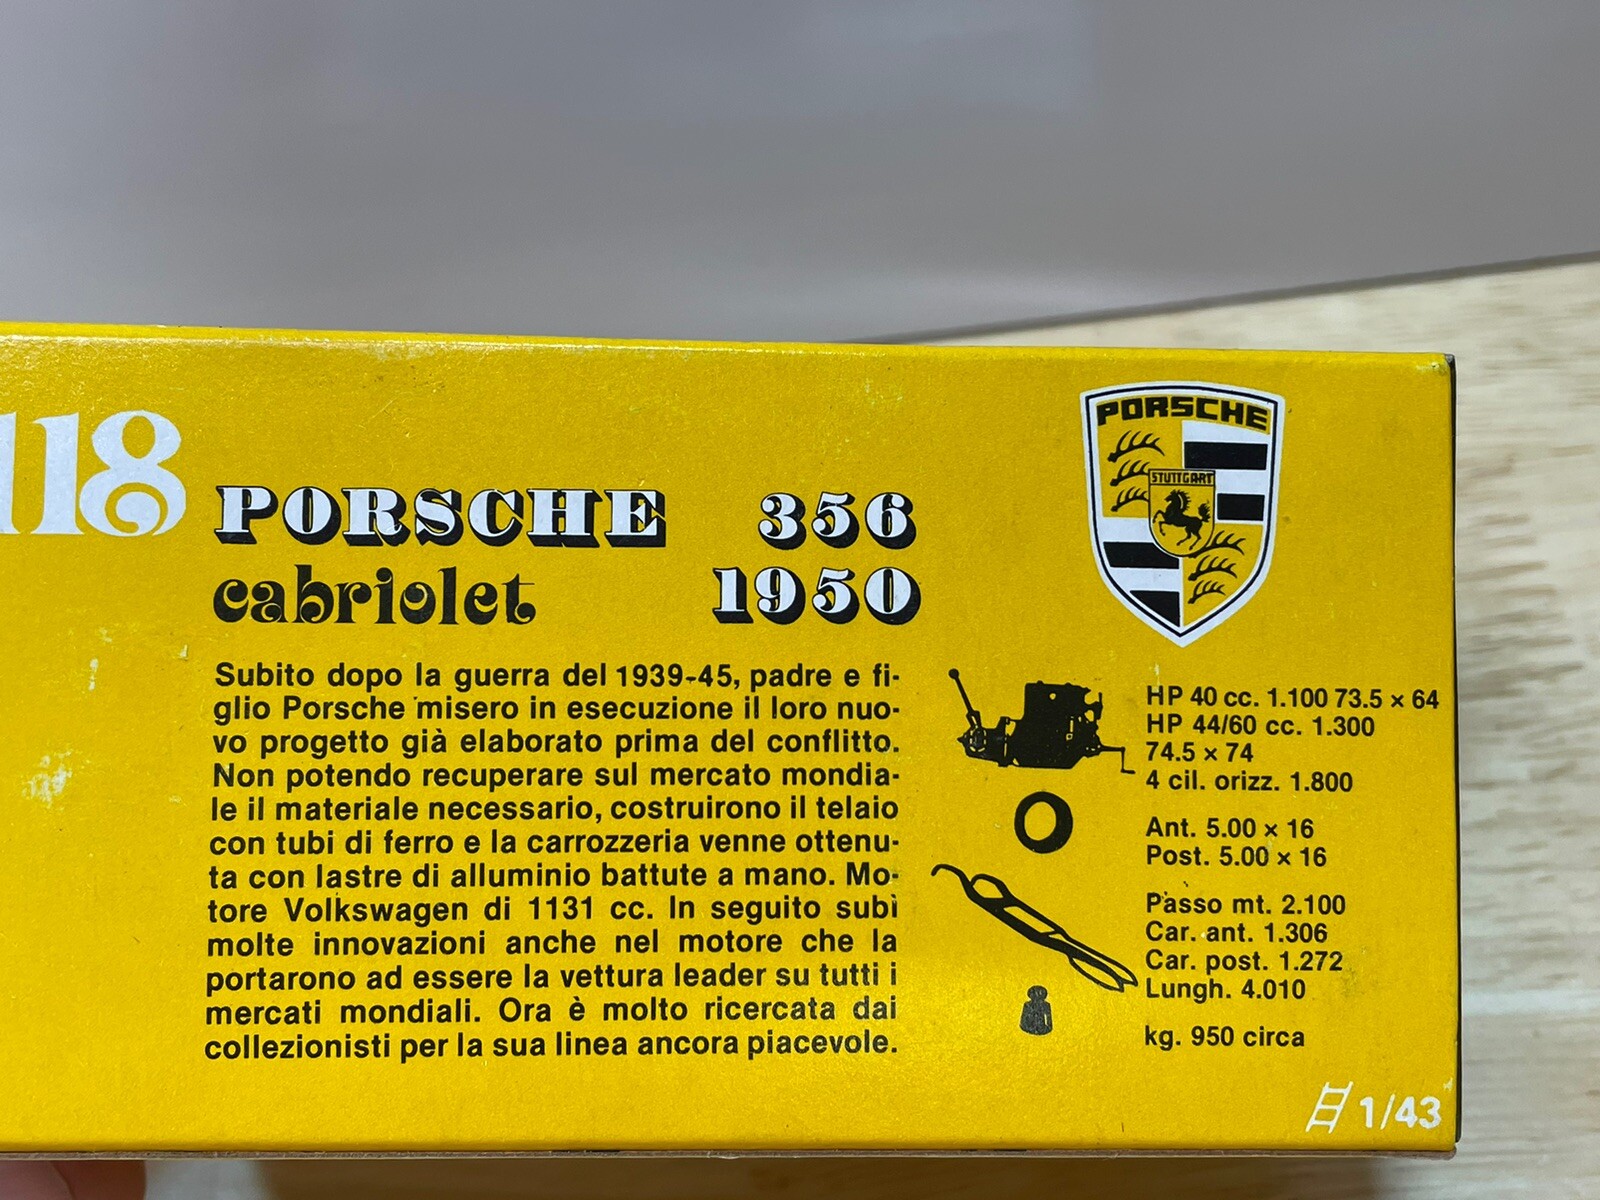 118
PORSCHE 356
cabriolet 1950
Subito dopo la guerra del 1939-45, padre e fi-
glio Porsche misero in esecuzione il loro nuo-
vo progetto già elaborato prima del conflitto.
Non potendo recuperare sul mercato mondia-
le il materiale necessario, costruirono il telaio
con tubi di ferro e la carrozzeria venne ottenu-
ta con lastre di alluminio battute a mano. Mo-
tore Volkswagen di 1131 cc. In seguito subì
molte innovazioni anche nel motore che la
portarono ad essere la vettura leader su tutti i
mercati mondiali. Ora è molto ricercata dai
collezionisti per la sua linea ancora piacevole.
PORSCHE
STUTTGART
HP 40 cc. 1.100 73.5 × 64
HP 44/60 cc. 1.300
74.5 × 74
4 cil. orizz. 1.800
Ant. 5.00 × 16
Post. 5.00 × 16
Passo mt. 2.100
Car. ant. 1.306
Car. post. 1.272
Lungh. 4.010
kg. 950 circa
1/43